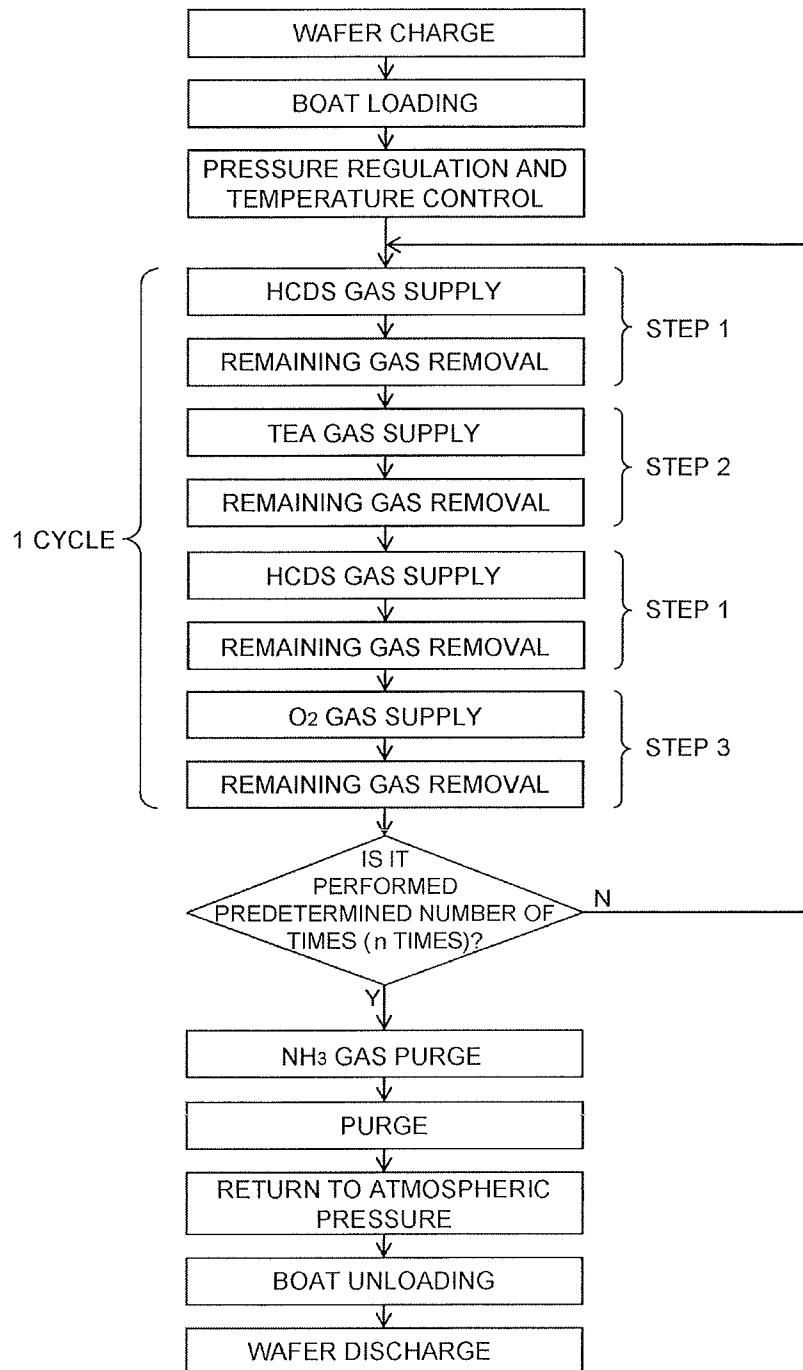 WAFER CHARGE
BOAT LOADING
PRESSURE REGULATION AND
TEMPERATURE CONTROL
HCDS GAS SUPPLY
REMAINING GAS REMOVAL
STEP 1
TEA GAS SUPPLY
REMAINING GAS REMOVAL
STEP 2
1 CYCLE
HCDS GAS SUPPLY
REMAINING GAS REMOVAL
STEP 1
O2 GAS SUPPLY
REMAINING GAS REMOVAL
STEP 3
IS IT
PERFORMED
PREDETERMINED NUMBER OF
TIMES (n TIMES)?
N
Y
NH3 GAS PURGE
PURGE
RETURN TO ATMOSPHERIC
PRESSURE
BOAT UNLOADING
WAFER DISCHARGE